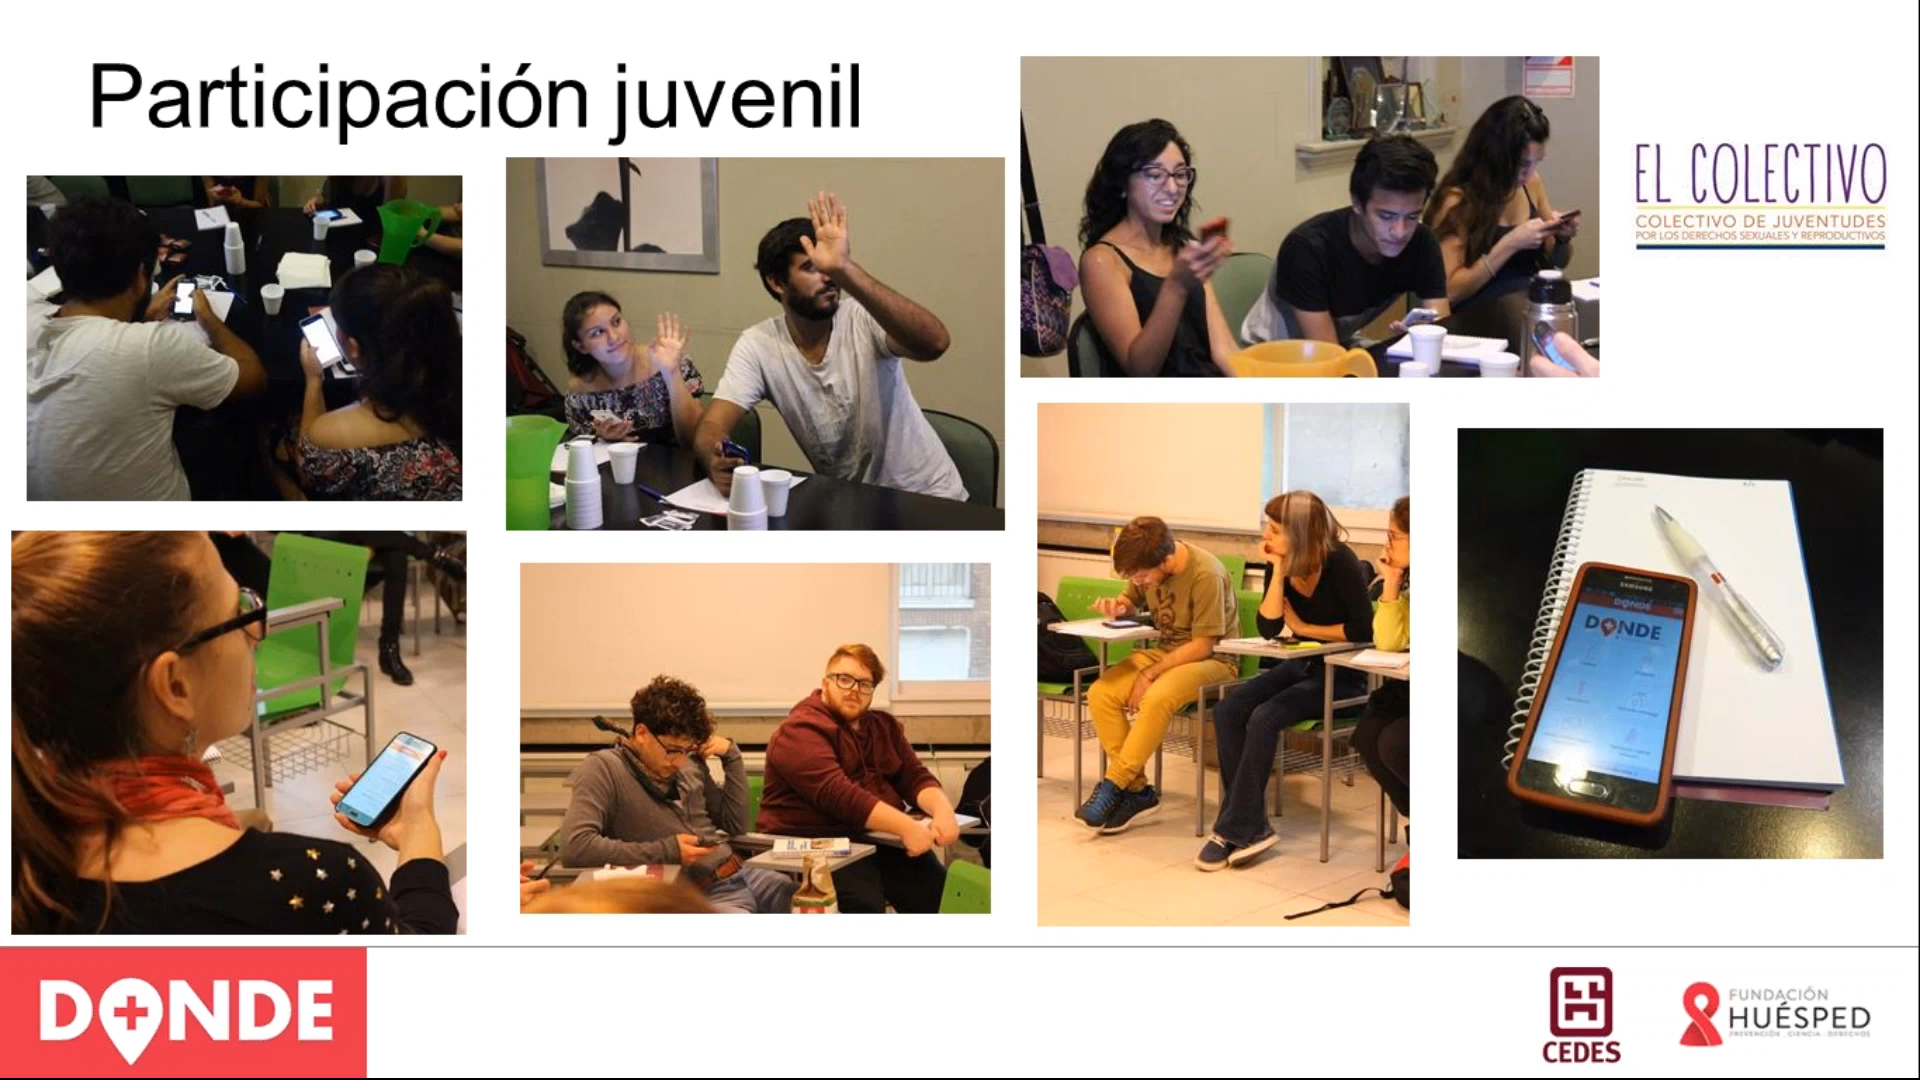 Participación juvenil
EL COLECTIVO
COLECTIVO DE JUVENTUDES
POR LOS DERECHOS SEXUALES Y REPRODUCTIVOS
SAMSUNG
DONDE
DONDE
DONDE
CEDES
FUNDACIÓN
HUÉSPED
PREVENCIÓN . CIENCIA . DERECHOS